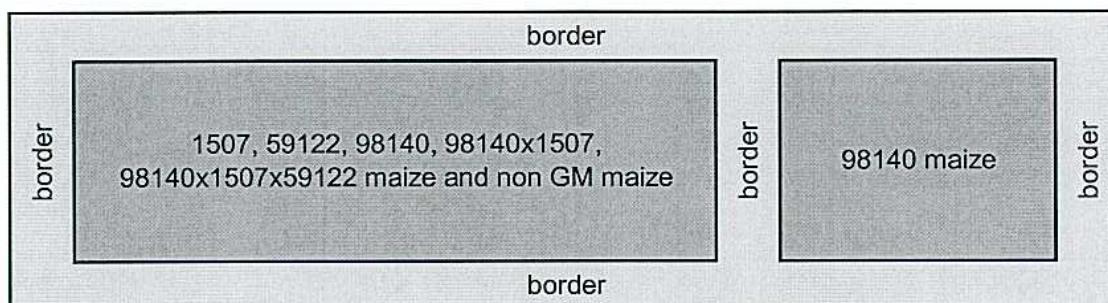 border
border
1507, 59122, 98140, 98140x1507,
98140x1507x59122 maize and non GM maize
border
98140 maize
border
border